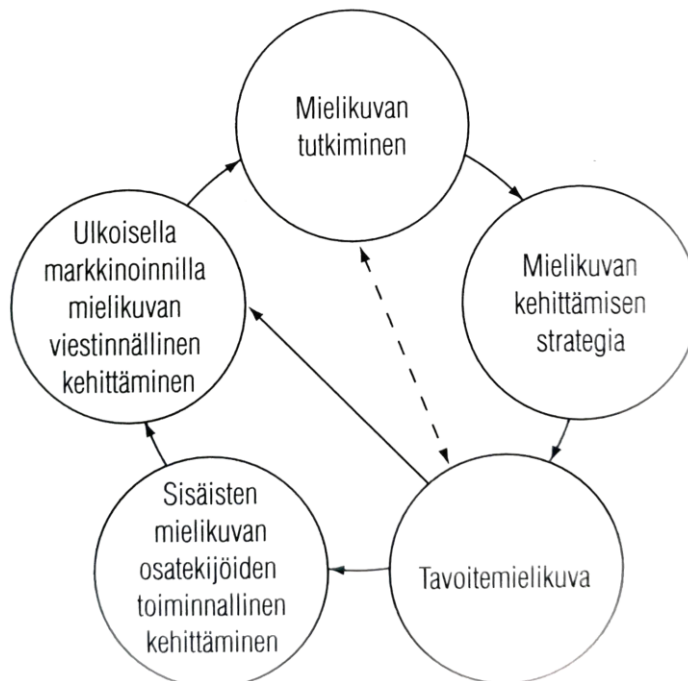 Mielikuvan
tutkiminen
Mielikuvan
kehittämisen
strategia
Tavoitemielikuva
Sisäisten
mielikuvan
osatekijöiden
toiminnallinen
kehittäminen
Ulkoisella
markkinoinnilla
mielikuvan
viestinnällinen
kehittäminen